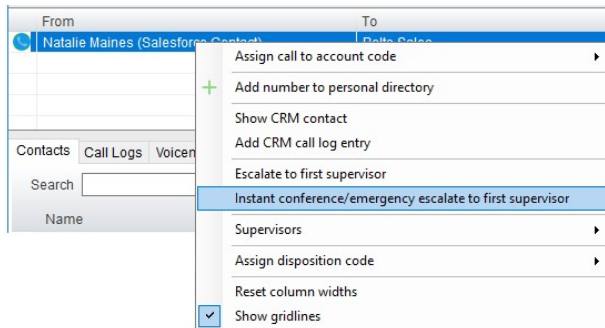 From To
Natalie Maines (Salesforce Contact)
Assign call to account code
Add number to personal directory
Show CRM contact
Add CRM call log entry
Contacts Call Logs Voicem
Escalate to first supervisor
Search
Instant conference/emergency escalate to first supervisor
Name
Supervisors
Assign disposition code
Reset column widths
Show gridlines